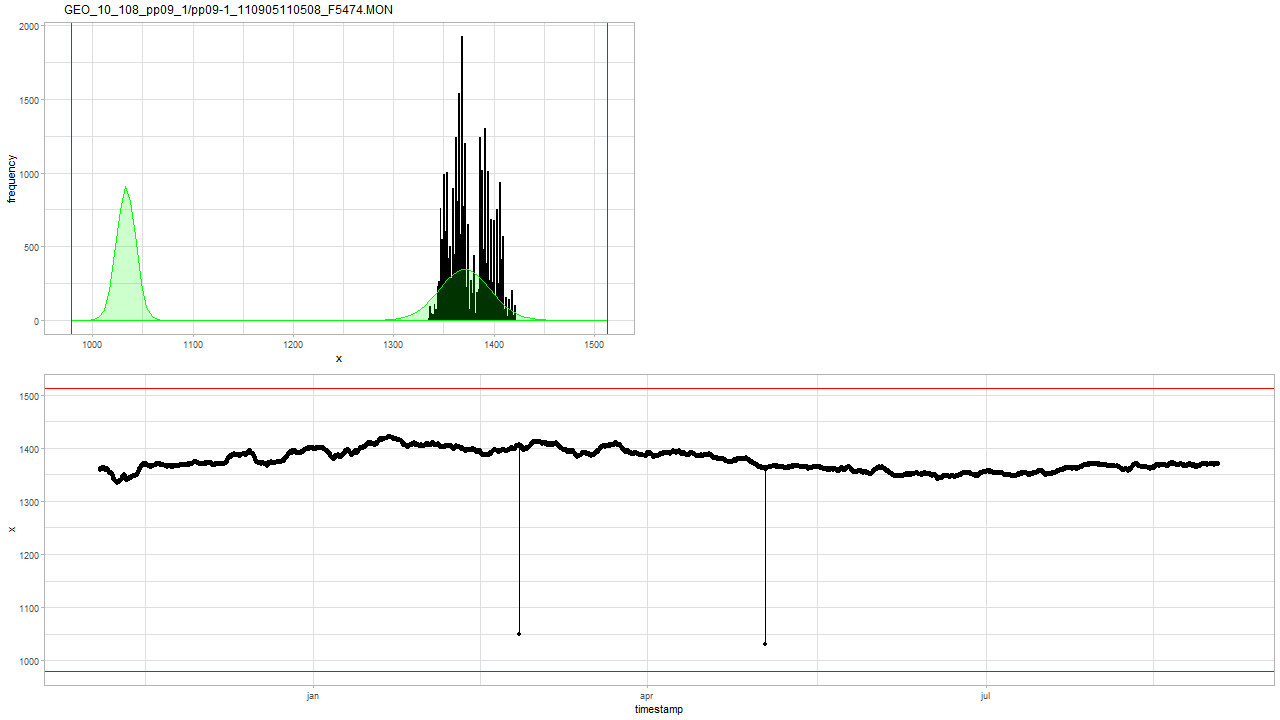 GEO_10_108_pp09_1/pp09-1_110905110508_F5474.MON
2000
1500
1000
500
0
frequency
1000 1100 1200 1300 1400 1500
x
1500
1400
1300
1200
1100
1000
x
jan apr jul
timestamp